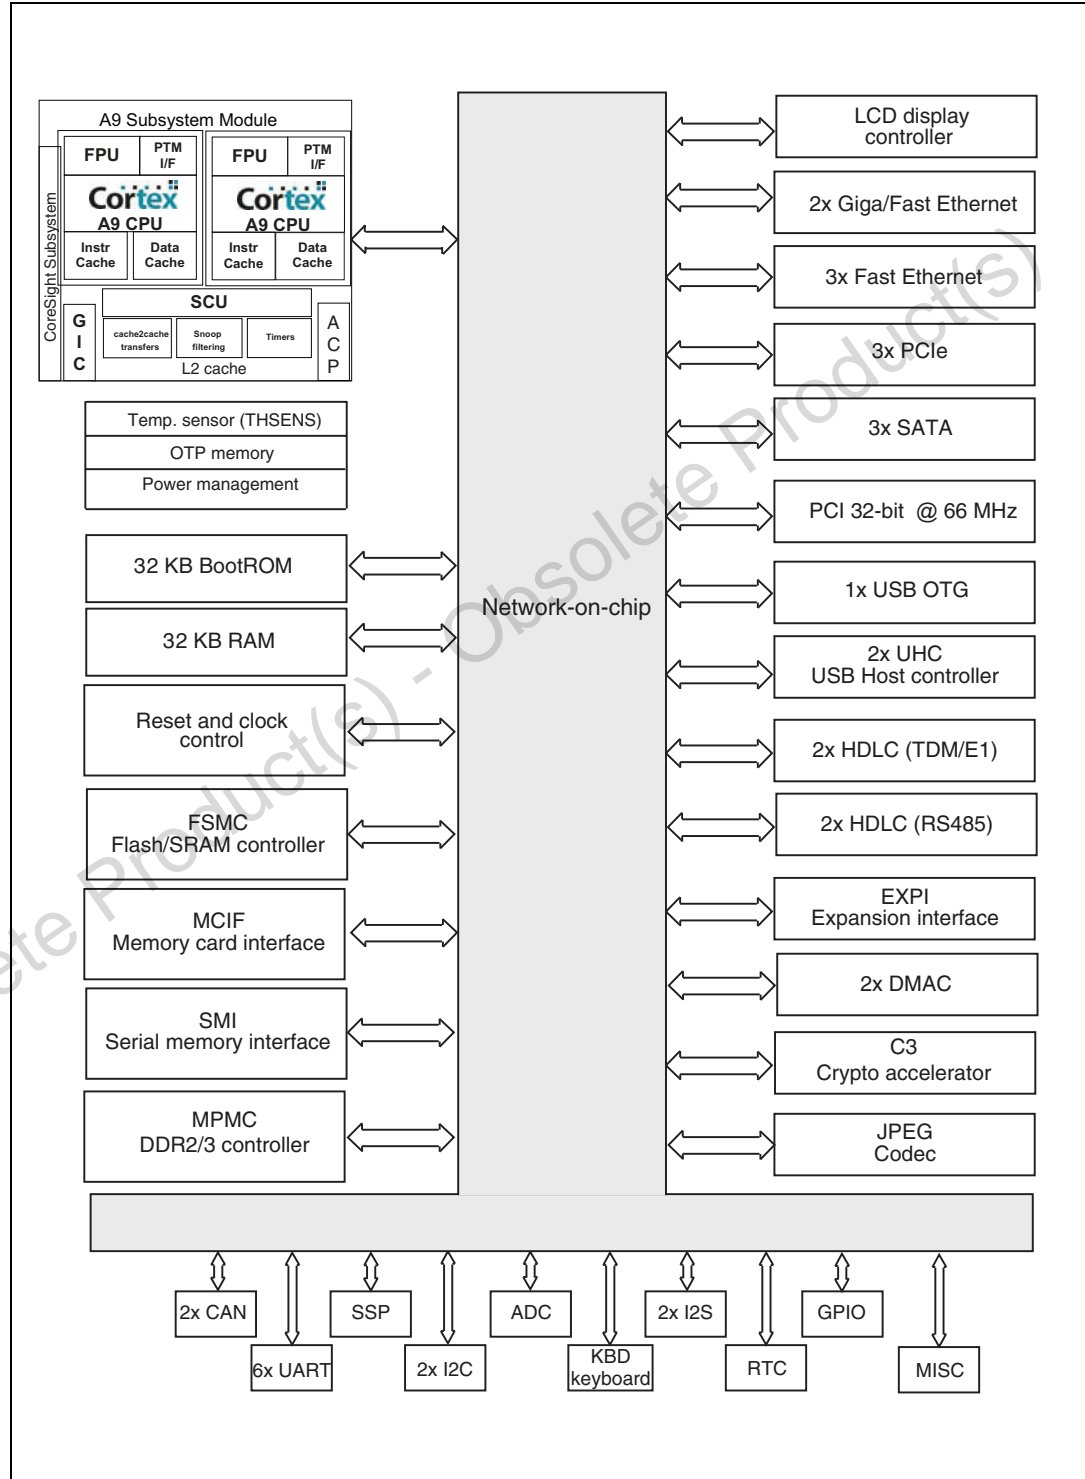 A9 Subsystem Module
CoreSight Subsystem
FPU
PTM
I/F
Cortex
A9 CPU
Instr
Cache
Data
Cache
FPU
PTM
I/F
Cortex
A9 CPU
Instr
Cache
Data
Cache
SCU
GIC
cache2cache
transfers
Snoop
filtering
Timers
ACP
L2 cache
Temp. sensor (THSENS)
OTP memory
Power management
32 KB BootROM
32 KB RAM
Reset and clock
control
FSMC
Flash/SRAM controller
MCIF
Memory card interface
SMI
Serial memory interface
MPMC
DDR2/3 controller
Network-on-chip
LCD display
controller
2x Giga/Fast Ethernet
3x Fast Ethernet
3x PCIe
3x SATA
PCI 32-bit @ 66 MHz
1x USB OTG
2x UHC
USB Host controller
2x HDLC (TDM/E1)
2x HDLC (RS485)
EXPI
Expansion interface
2x DMAC
C3
Crypto accelerator
JPEG
Codec
2x CAN
SSP
ADC
2x I2S
GPIO
6x UART
2x I2C
KBD
keyboard
RTC
MISC
ete Product(s) - Obsolete Product(s)